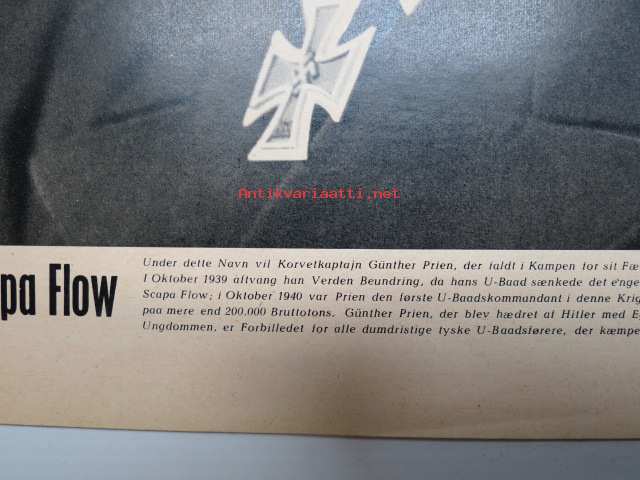 Antikvariaatti.net
pa Flow
Under dette Navn vil Korvetkaptajn Günther Prien, der faldt i Kampen for sit Fæ
I Oktober 1939 aftvang han Verden Beundring, da hans U-Baad sænkede det enge
Scapa Flow; i Oktober 1940 var Prien den første U-Baadskommandant i denne Krig
paa mere end 200.000 Bruttotons. Günther Prien, der blev hædret af Hitler med Eg
Ungdommen, er Forbilledet for alle dumdristige tyske U-Baadsførere, der kæmpe